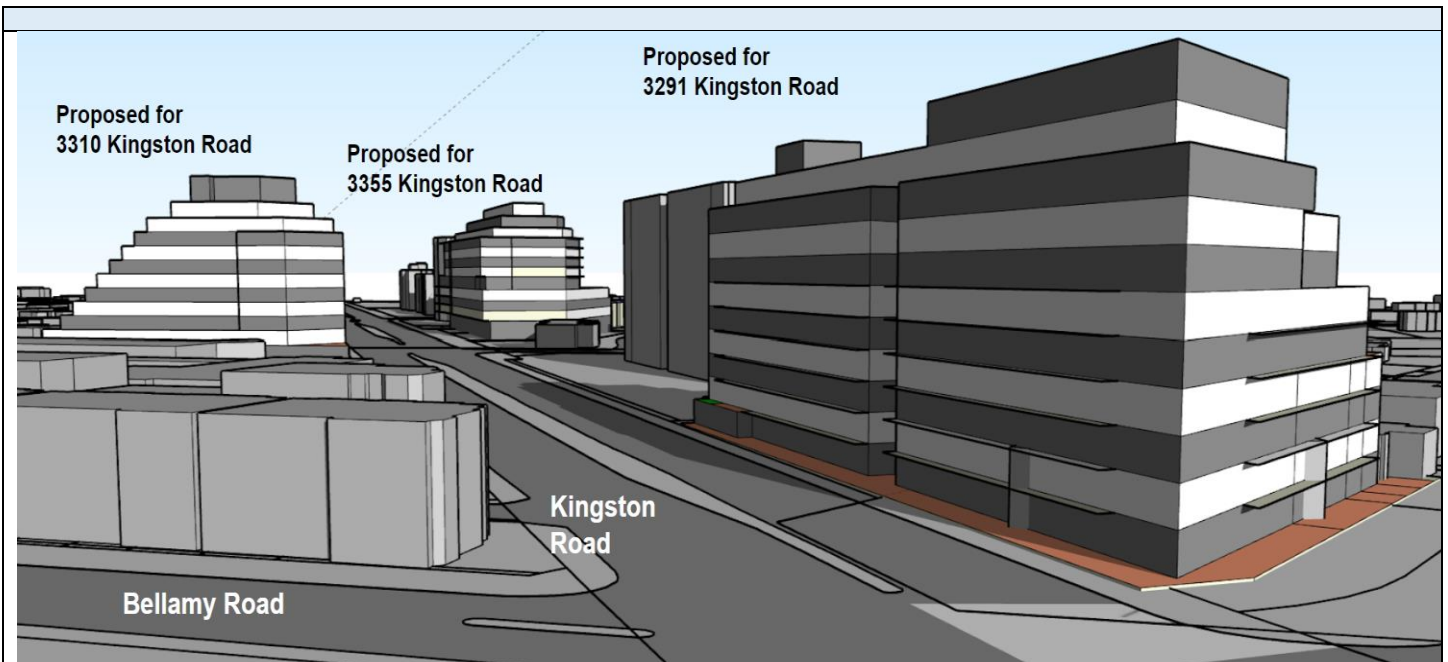 Proposed for
3291 Kingston Road
Proposed for
3310 Kingston Road
Proposed for
3355 Kingston Road
Kingston
Road
Bellamy Road